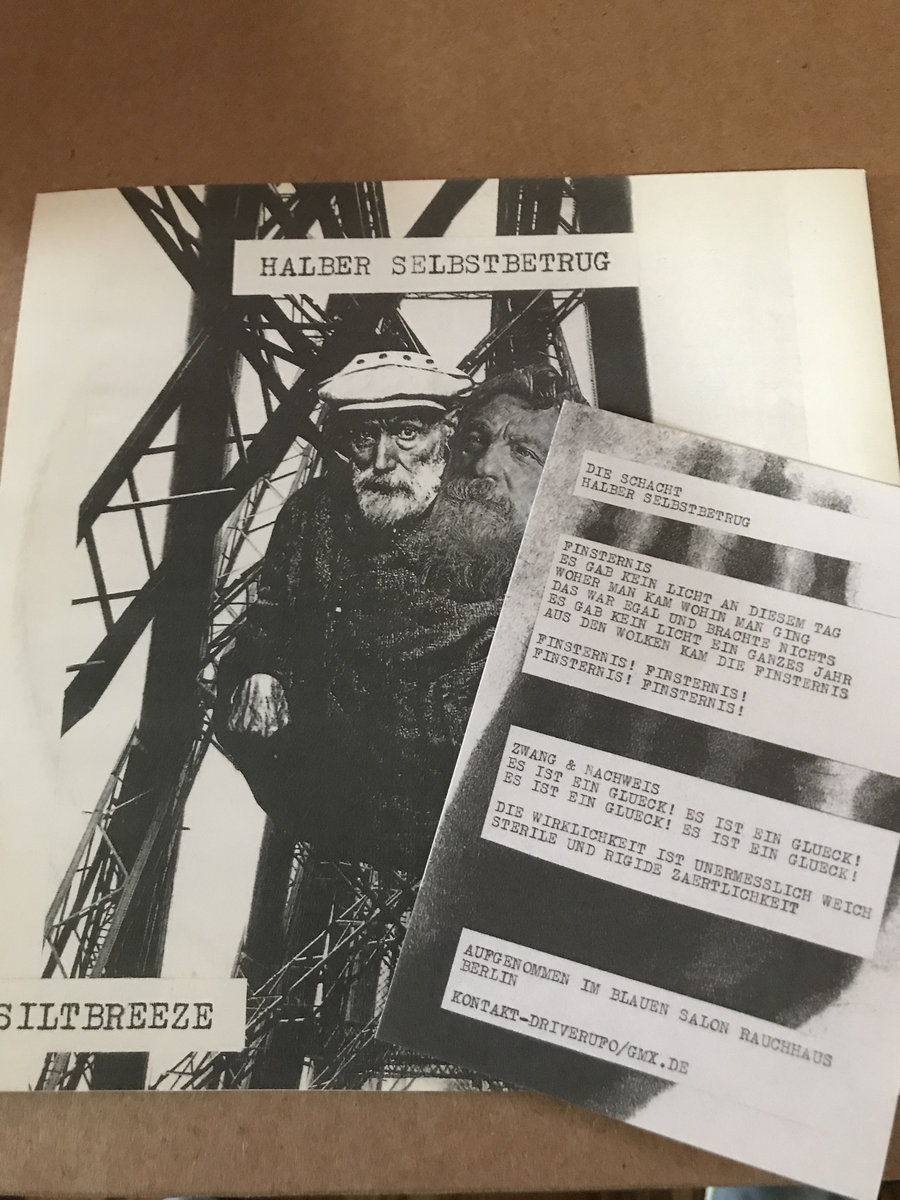 HALBER SELBSTBETRUG
SILTBREEZE
DIE SCHACHT
HALBER SELBSTBETRUG
FINSTERNIS
ES GAB KEIN LICHT AN DIESEM TAG
WOHER MAN KAM WOHIN MAN GING
DAS WAR EGAL UND BRACHTE NICHTS
ES GAB KEIN LICHT EIN GANZES JAHR
AUS DEN WOLKEN KAM DIE FINSTERNIS
FINSTERNIS! FINSTERNIS!
FINSTERNIS! FINSTERNIS!
ZWANG & NACHWEIS
ES IST EIN GLUECK! ES IST EIN GLUECK!
ES IST EIN GLUECK! ES IST EIN GLUECK!
DIE WIRKLICHKEIT IST UNERMESSLICH WEICH
STERILE UND RIGIDE ZAERTLICHKEIT
AUFGENOMMEN IM BLAUEN SALON RAUCHHAUS
BERLIN
KONTAKT-DRIVERUFO/GMX.DE